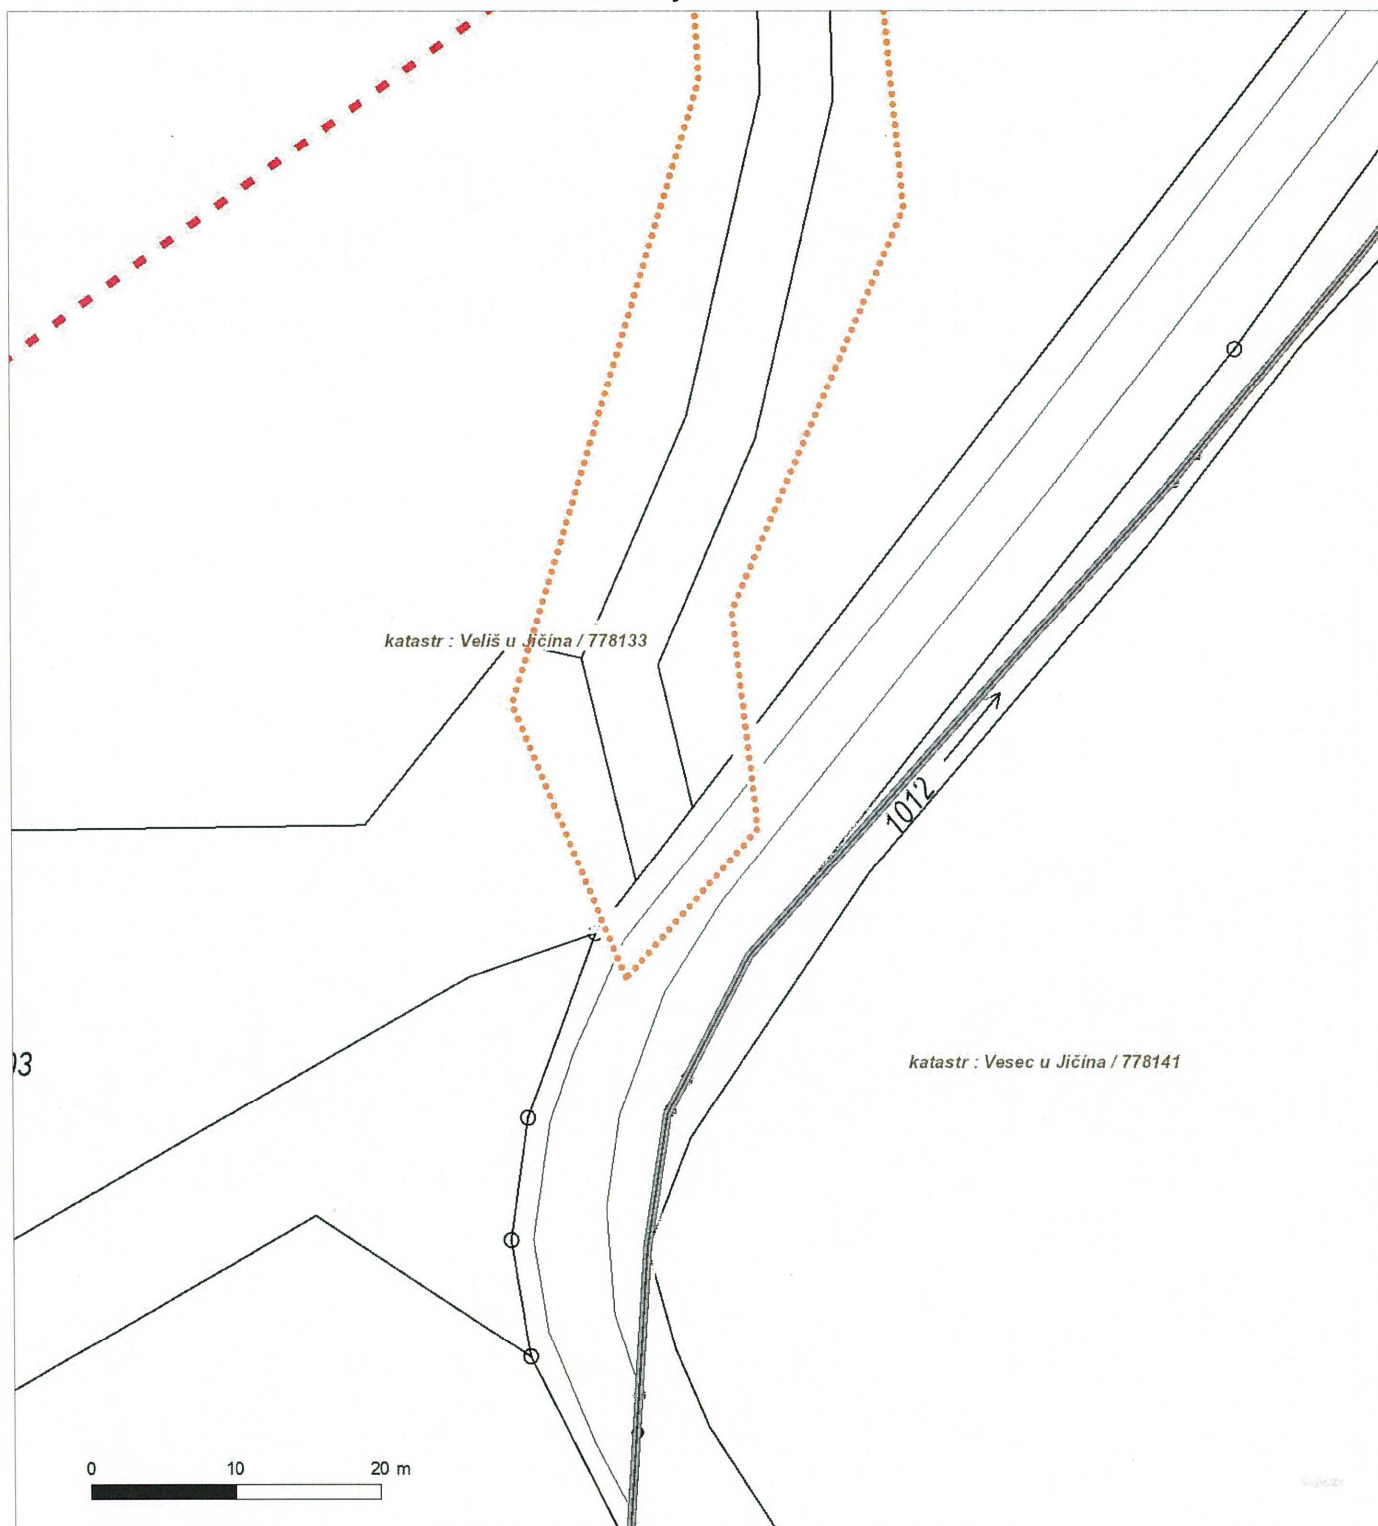 katastr : Veliš u Jičína / 778133
1012
katastr : Vesec u Jičína / 778141
03
0 10 20 m